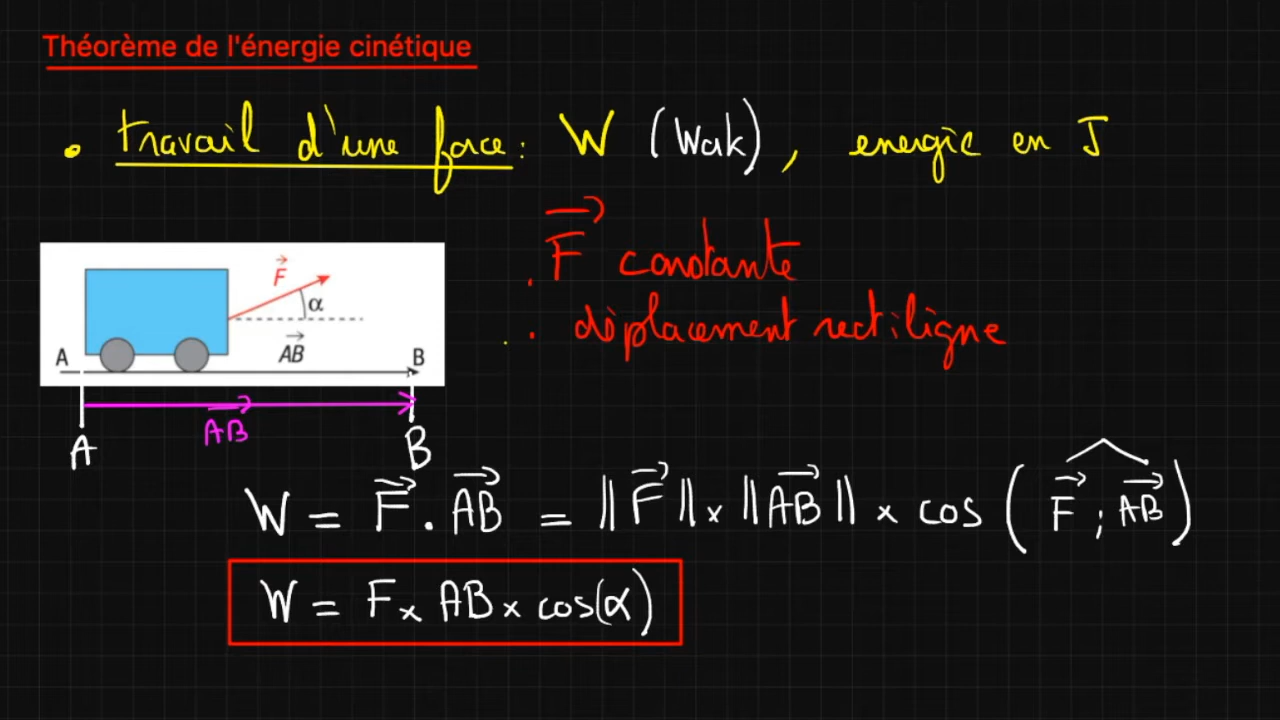 Théorème de l'énergie cinétique
• travail d'une force : W (Wak), energie en J
. F⃗ constante
. déplacement rectiligne
F⃗
α
A AB⃗ B
AB⃗
A B
W = F⃗ . AB⃗ = ‖F⃗‖ × ‖AB⃗‖ × cos (F⃗ ; AB⃗)
W = F × AB × cos(α)